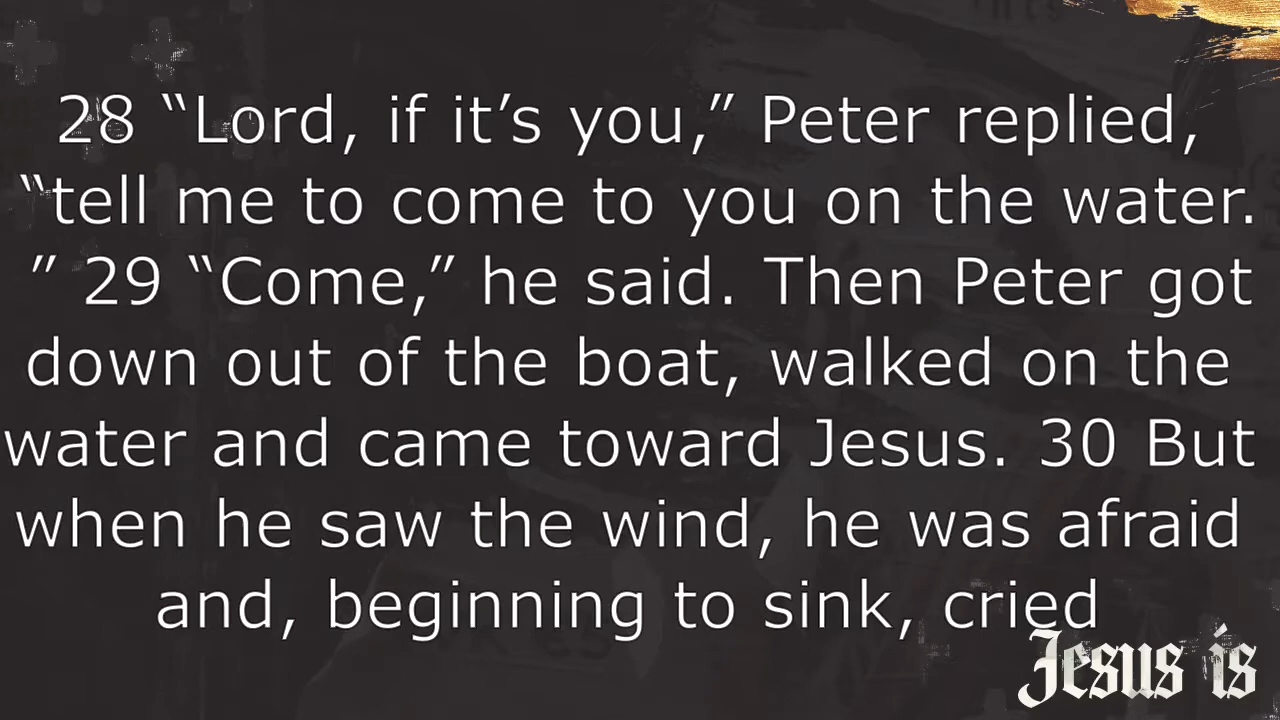 28 “Lord, if it’s you,” Peter replied,
“tell me to come to you on the water.
” 29 “Come,” he said. Then Peter got
down out of the boat, walked on the
water and came toward Jesus. 30 But
when he saw the wind, he was afraid
and, beginning to sink, cried
Jesus is